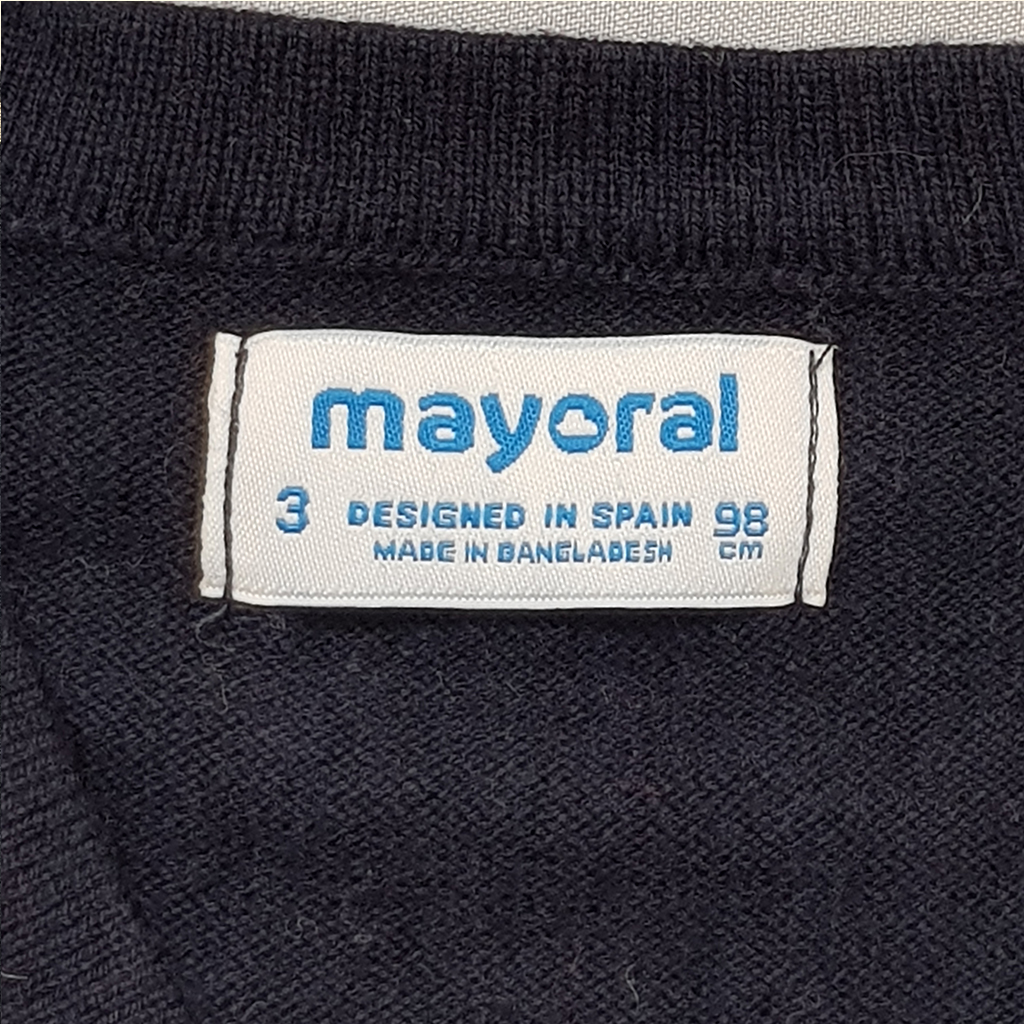 mayoral
3 DESIGNED IN SPAIN 98
MADE IN BANGLADESH cm